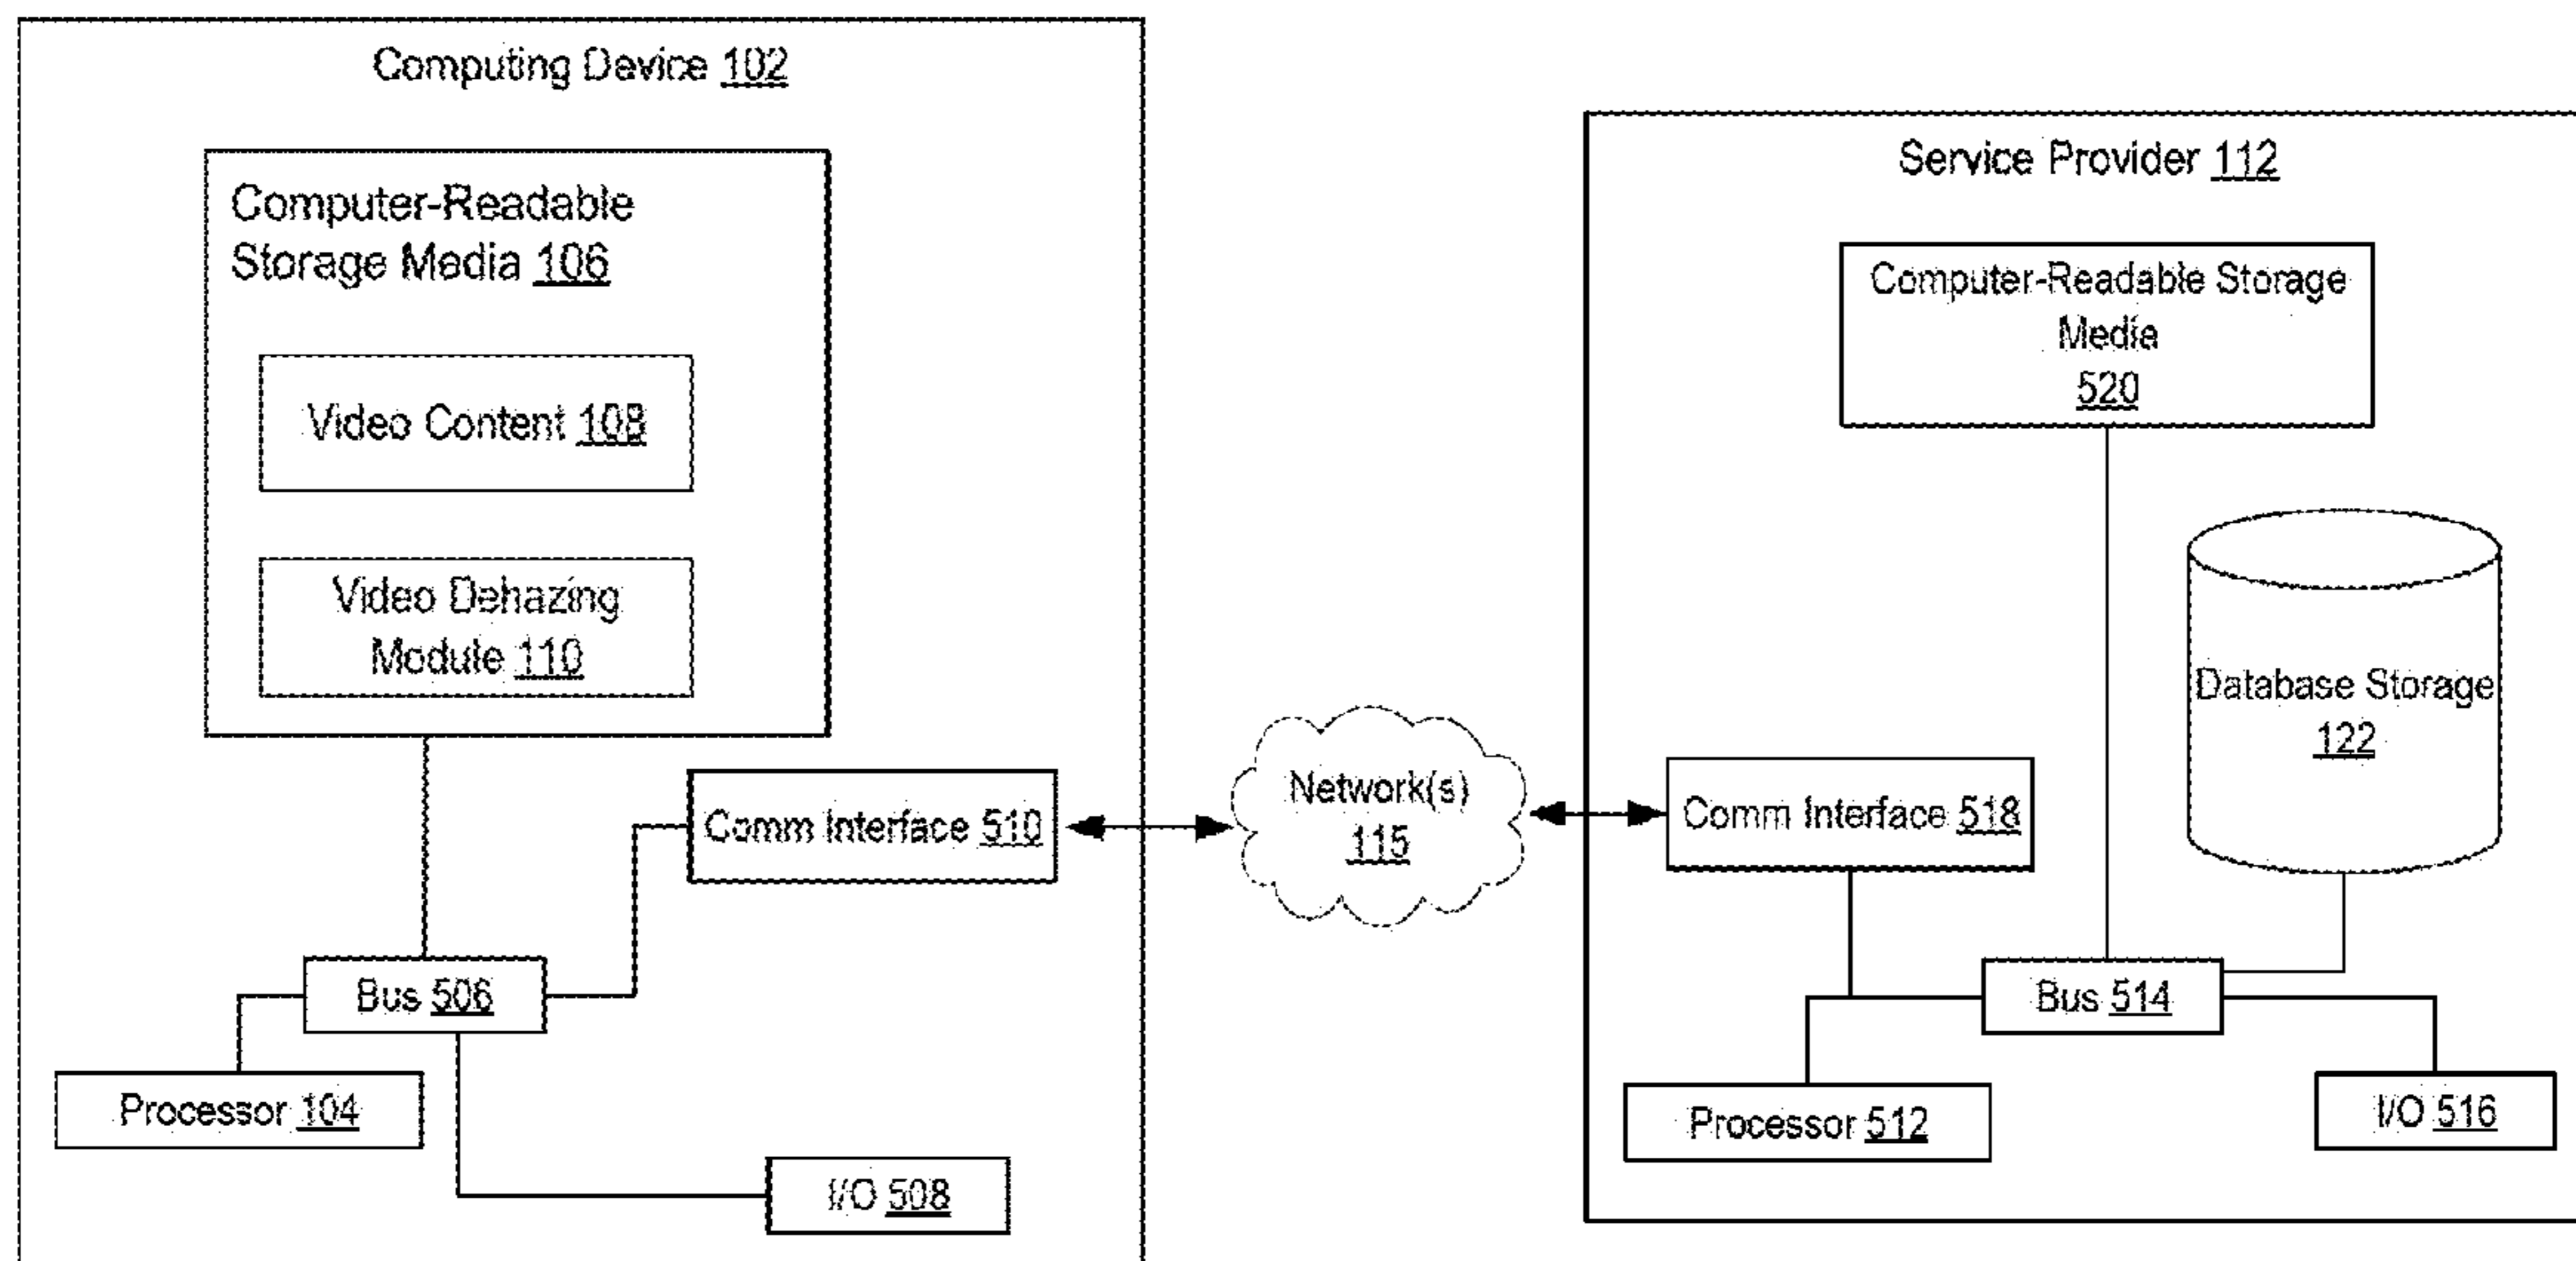 Computing Device 102
Computer-Readable
Storage Media 106
Video Content 108
Video Dehazing
Module 110
Comm Interface 510
Bus 506
Processor 104
I/O 508
Network(s)
115
Service Provider 112
Computer-Readable Storage
Media
520
Database Storage
122
Comm Interface 518
Bus 514
Processor 512
I/O 516